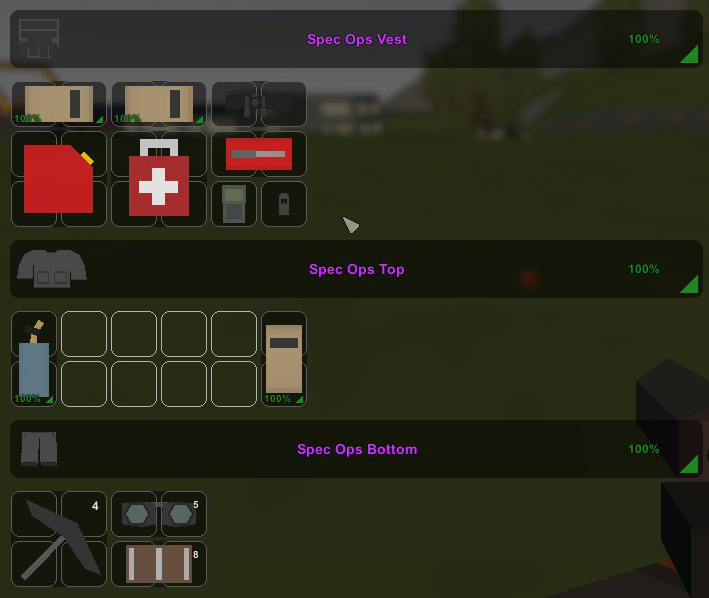 Spec Ops Vest 100%
100% 100%
Spec Ops Top 100%
100% 100%
Spec Ops Bottom 100%
4 5
8